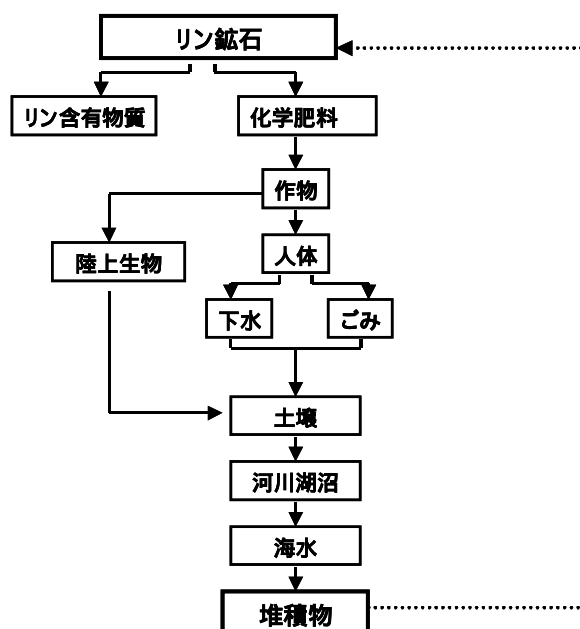 リン鉱石
リン含有物質
化学肥料
作物
陸上生物
人体
下水
ごみ
土壌
河川湖沼
海水
堆積物